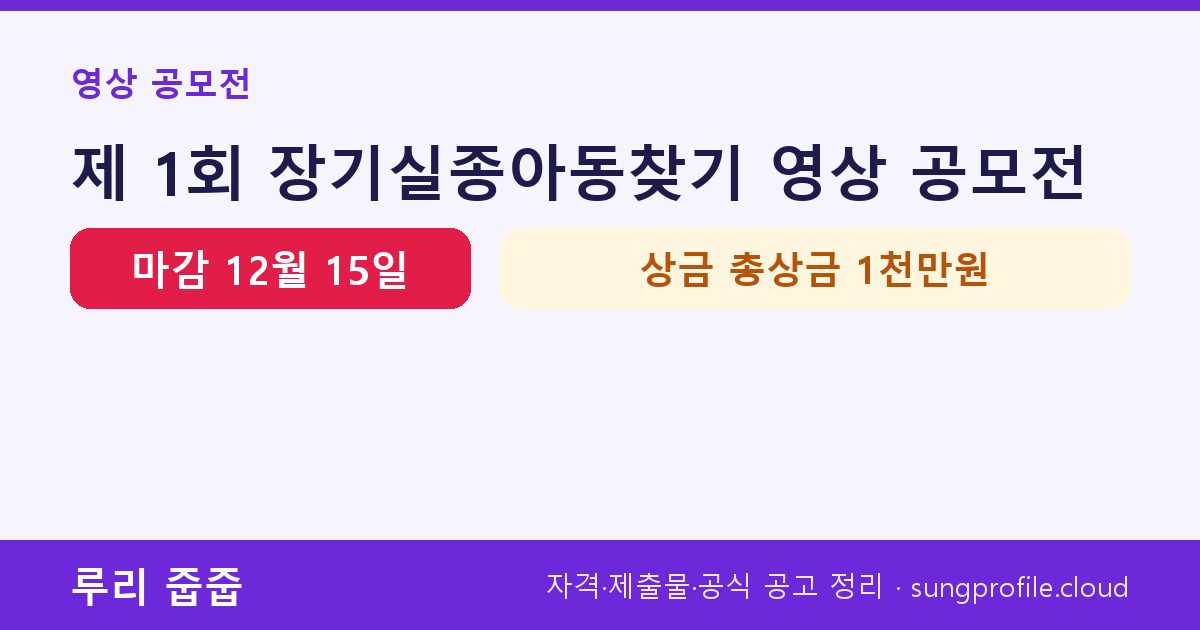 영상 공모전
제 1회 장기실종아동찾기 영상 공모전
마감 12월 15일
상금 총상금 1천만원
루리 줍줍
자격·제출물·공식 공고 정리 · sungprofile.cloud